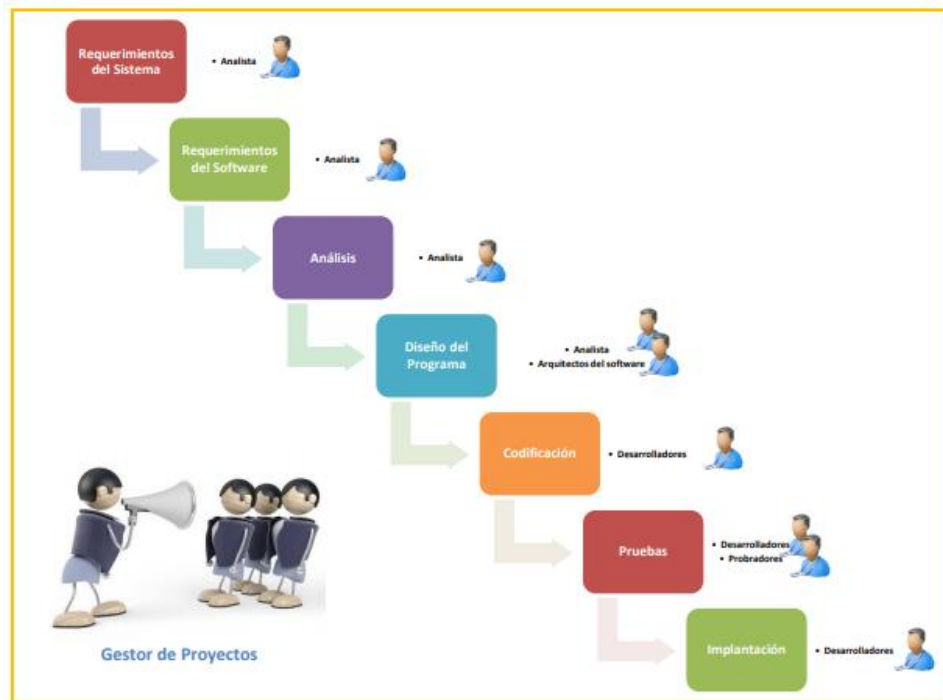 Requerimientos
del Sistema
• Analista
Requerimientos
del Software
• Analista
Análisis
• Analista
Diseño del
Programa
• Analista
• Arquitectos del software
Codificación
• Desarrolladores
Pruebas
• Desarrolladores
• Probradores
Implantación
• Desarrolladores
Gestor de Proyectos